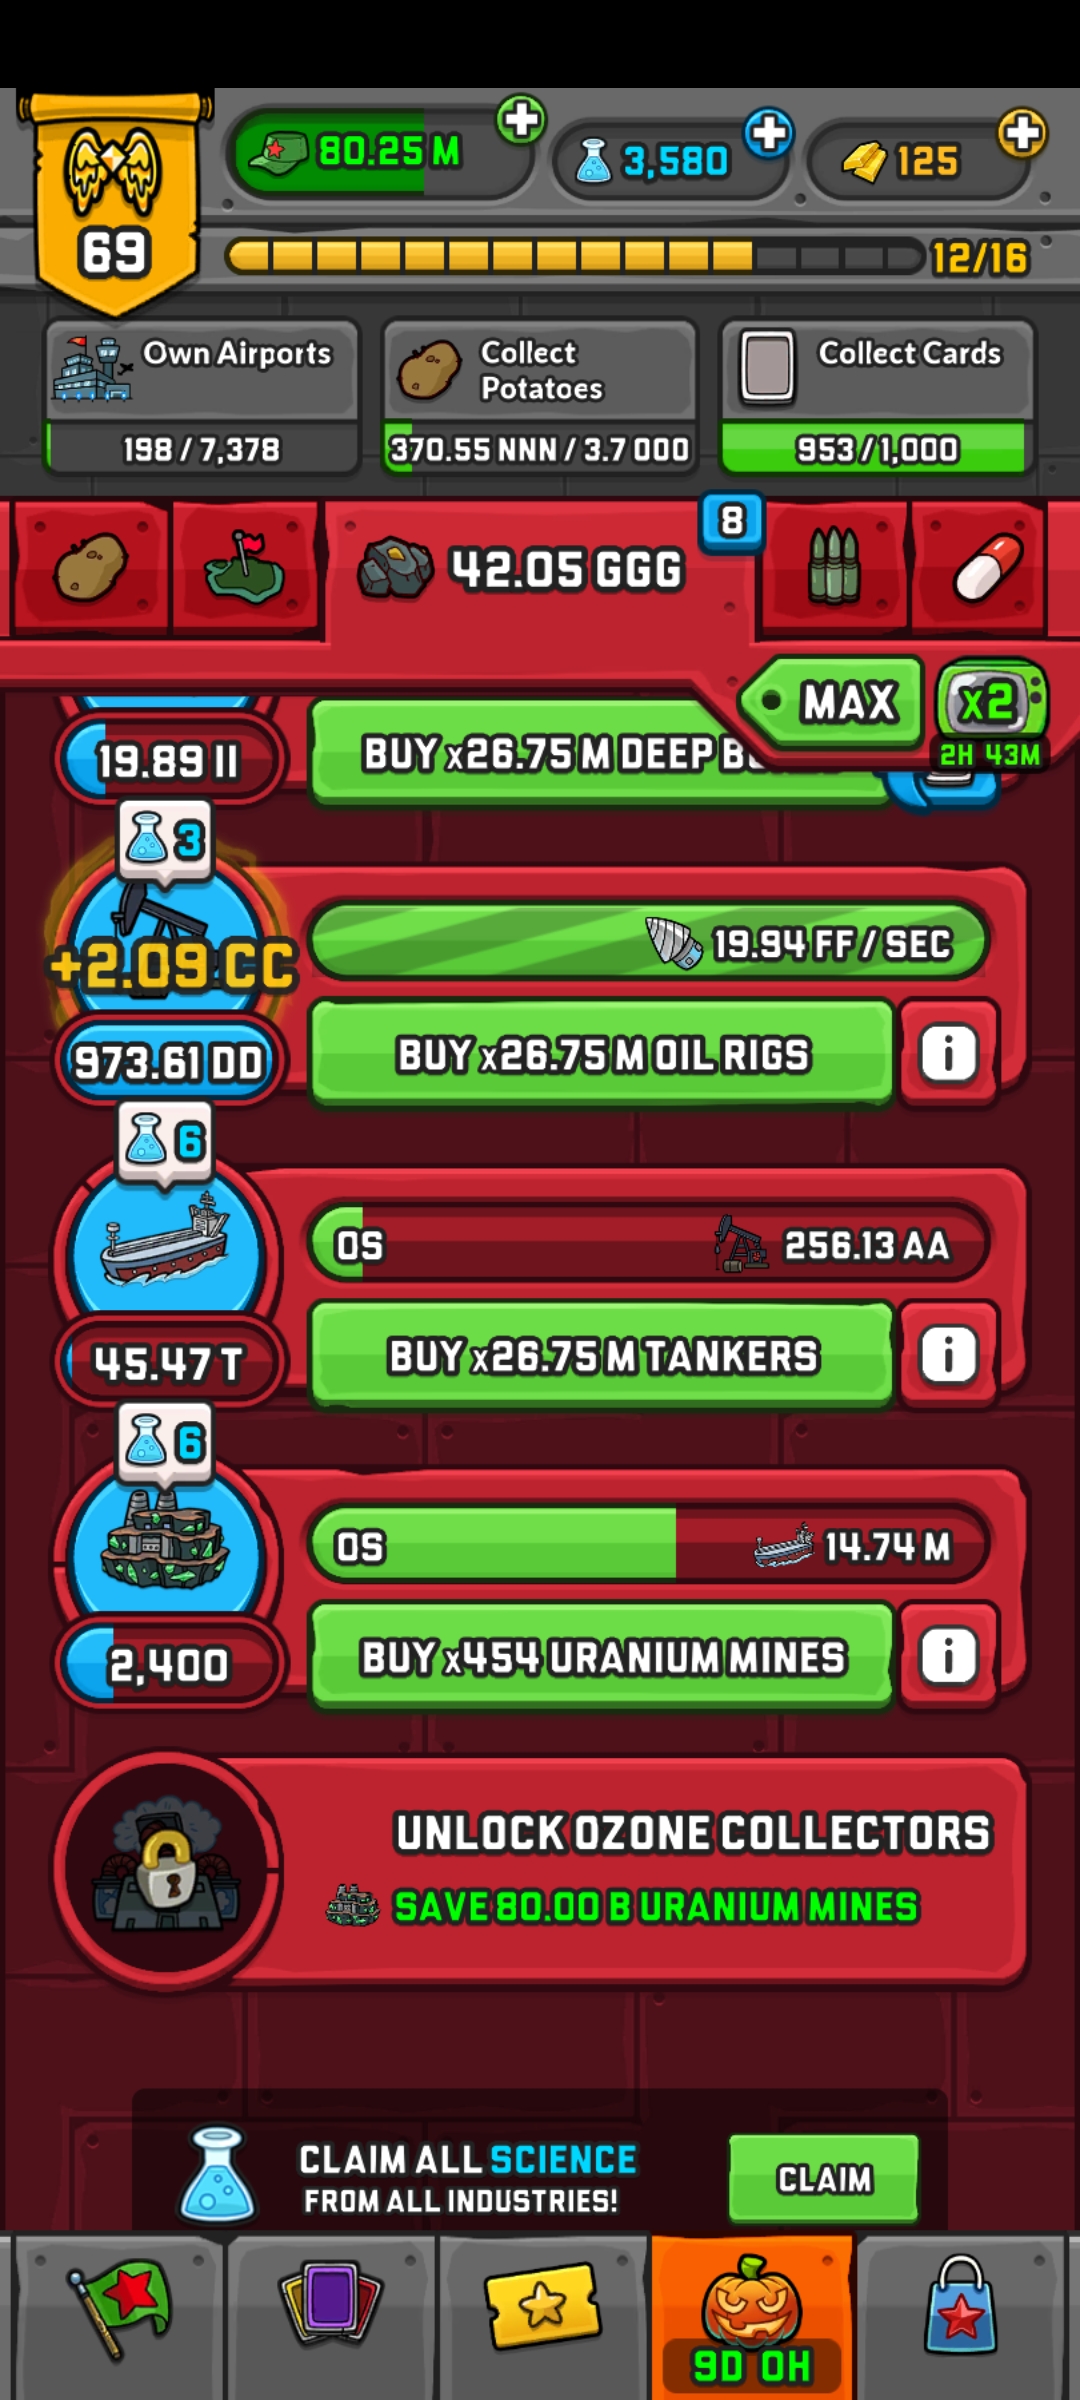 80.25 M
3,580
125
69
12/16
Own Airports
198 / 7,378
Collect
Potatoes
370.55 NNN / 3.7 OOO
Collect Cards
953 / 1,000
42.05 GGG
8
MAX
x2
2H 43M
19.89 II
BUY x26.75 M DEEP
3
+2.09 CC
19.94 FF / SEC
973.61 DD
BUY x26.75 M OIL RIGS
6
0S
256.13 AA
45.47 T
BUY x26.75 M TANKERS
6
0S
14.74 M
2,400
BUY x454 URANIUM MINES
UNLOCK OZONE COLLECTORS
SAVE 80.00 B URANIUM MINES
CLAIM ALL SCIENCE
FROM ALL INDUSTRIES!
CLAIM
9D 0H